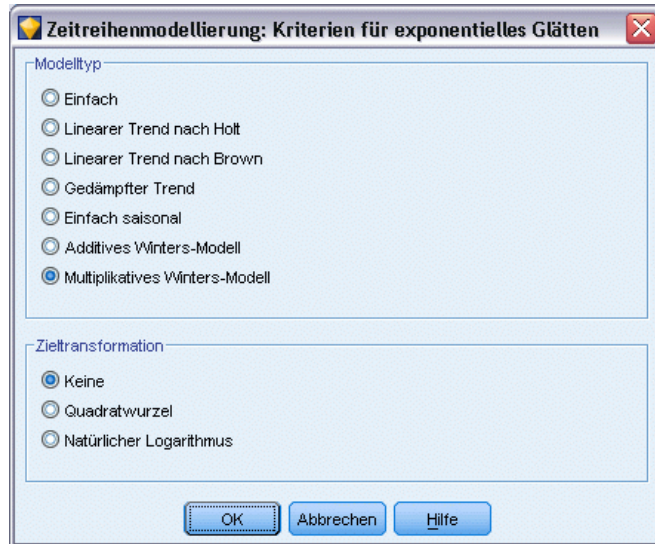 Zeitreihenmodellierung: Kriterien für exponentielles Glätten
Modelltyp
Einfach
Linearer Trend nach Holt
Linearer Trend nach Brown
Gedämpfter Trend
Einfach saisonal
Additives Winters-Modell
Multiplikatives Winters-Modell
Zieltransformation
Keine
Quadratwurzel
Natürlicher Logarithmus
OK Abbrechen Hilfe